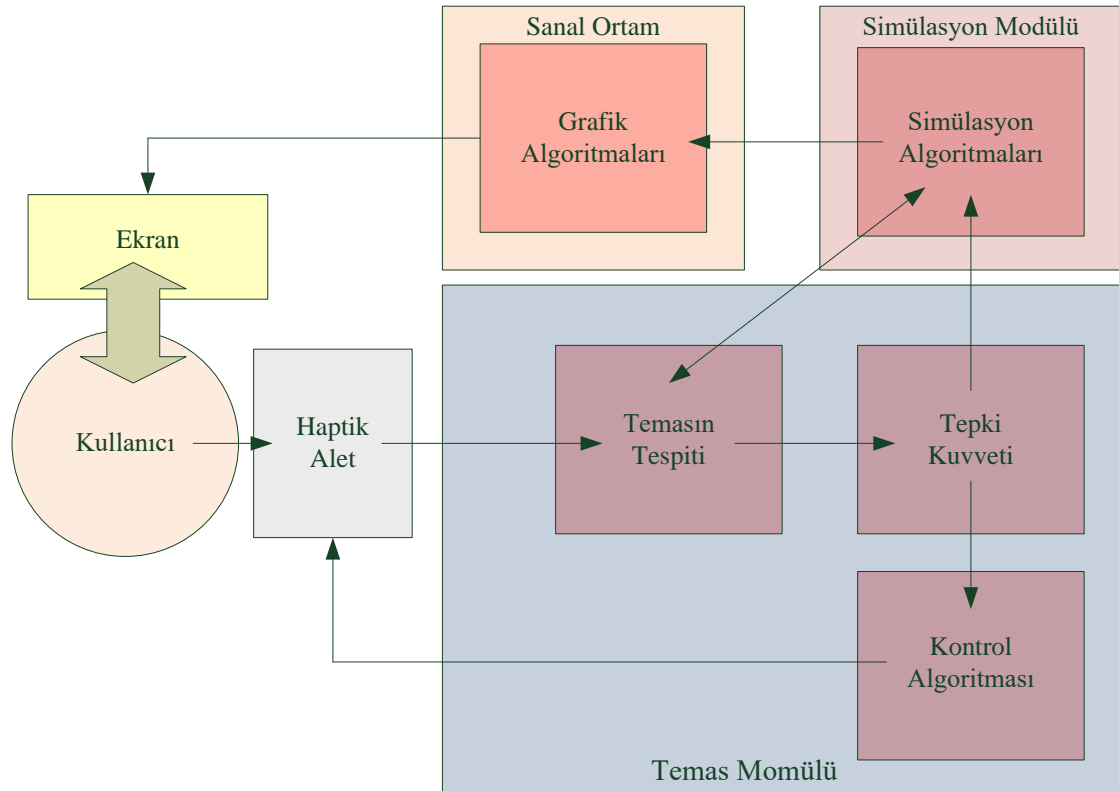 Sanal Ortam
Simülasyon Modülü
Grafik
Algoritmaları
Simülasyon
Algoritmaları
Ekran
Kullanıcı
Haptik
Alet
Temasın
Tespiti
Tepki
Kuvveti
Kontrol
Algoritması
Temas Momülü